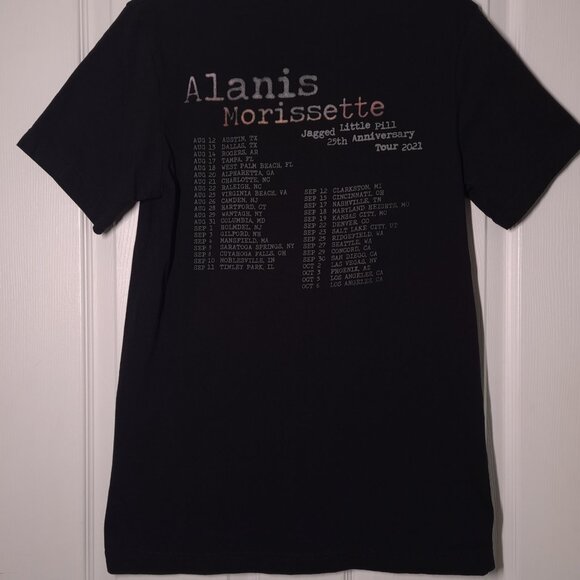 Alanis
Morissette
Jagged Little Pill
25th Anniversary
Tour 2021
AUG 12 AUSTIN, TX
AUG 13 DALLAS, TX
AUG 14 ROGERS, AR
AUG 17 TAMPA, FL
AUG 18 WEST PALM BEACH, FL
AUG 20 ALPHARETTA, GA
AUG 21 CHARLOTTE, NC
AUG 22 RALEIGH, NC
AUG 25 VIRGINIA BEACH, VA
AUG 26 CAMDEN, NJ
AUG 28 HARTFORD, CT
AUG 29 WANTAGH, NY
AUG 31 COLUMBIA, MD
SEP 1 HOLMDEL, NJ
SEP 3 GILFORD, NH
SEP 4 MANSFIELD, MA
SEP 5 SARATOGA SPRINGS, NY
SEP 8 CUYAHOGA FALLS, OH
SEP 10 NOBLESVILLE, IN
SEP 11 TINLEY PARK, IL
SEP 12 CLARKSTON, MI
SEP 15 CINCINNATI, OH
SEP 17 NASHVILLE, TN
SEP 18 MARYLAND HEIGHTS, MO
SEP 19 KANSAS CITY, MO
SEP 22 DENVER CO
SEP 23 SALT LAKE CITY, UT
SEP 25 RIDGEFIELD, WA
SEP 27 SEATTLE, WA
SEP 29 CONCORD, CA
SEP 30 SAN DIEGO, CA
OCT 2 LAS VEGAS, NV
OCT 3 PHOENIX, AZ
OCT 5 LOS ANGELES, CA
OCT 6 LOS ANGELES, CA